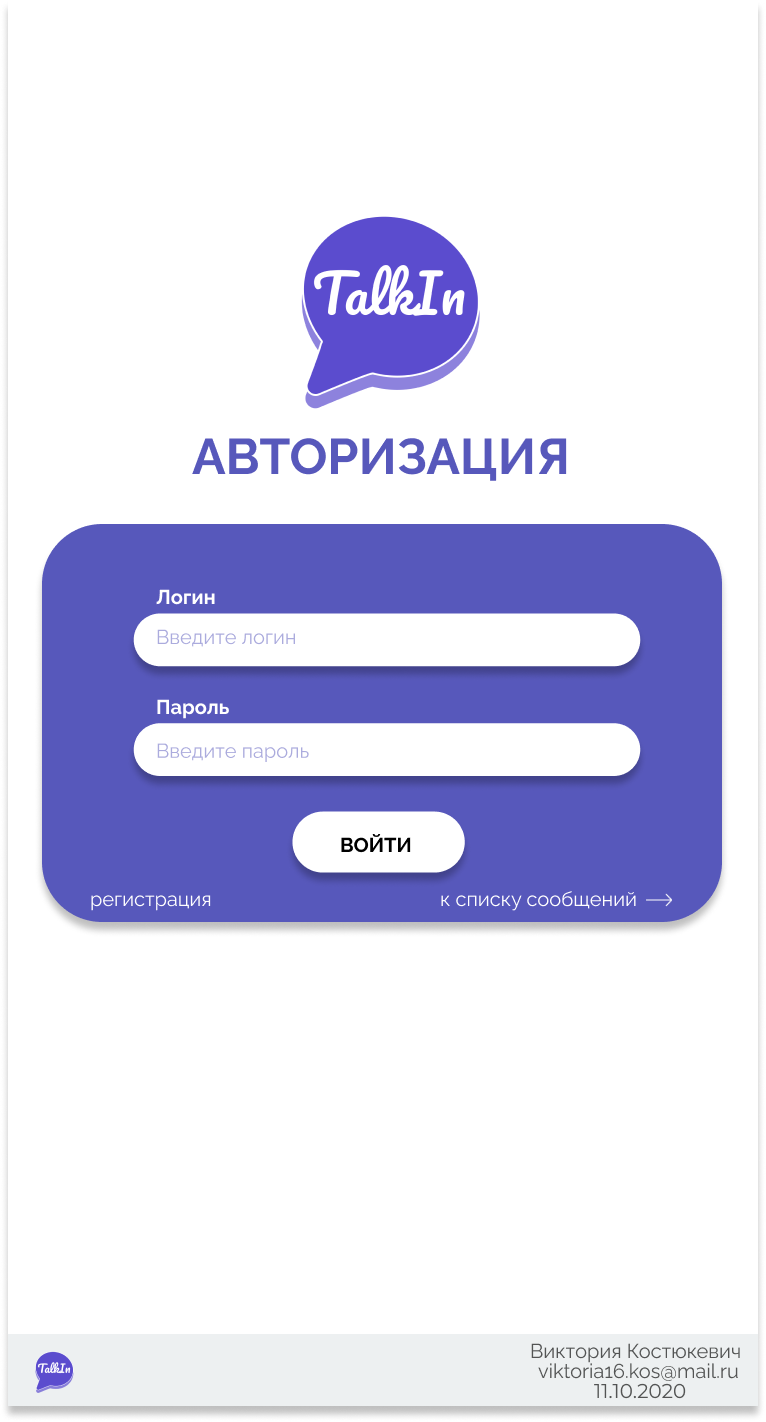 TalkIn
АВТОРИЗАЦИЯ
Логин
Введите логин
Пароль
Введите пароль
ВОЙТИ
регистрация
к списку сообщений →
TalkIn
Виктория Костюкевич
viktoria16.kos@mail.ru
11.10.2020